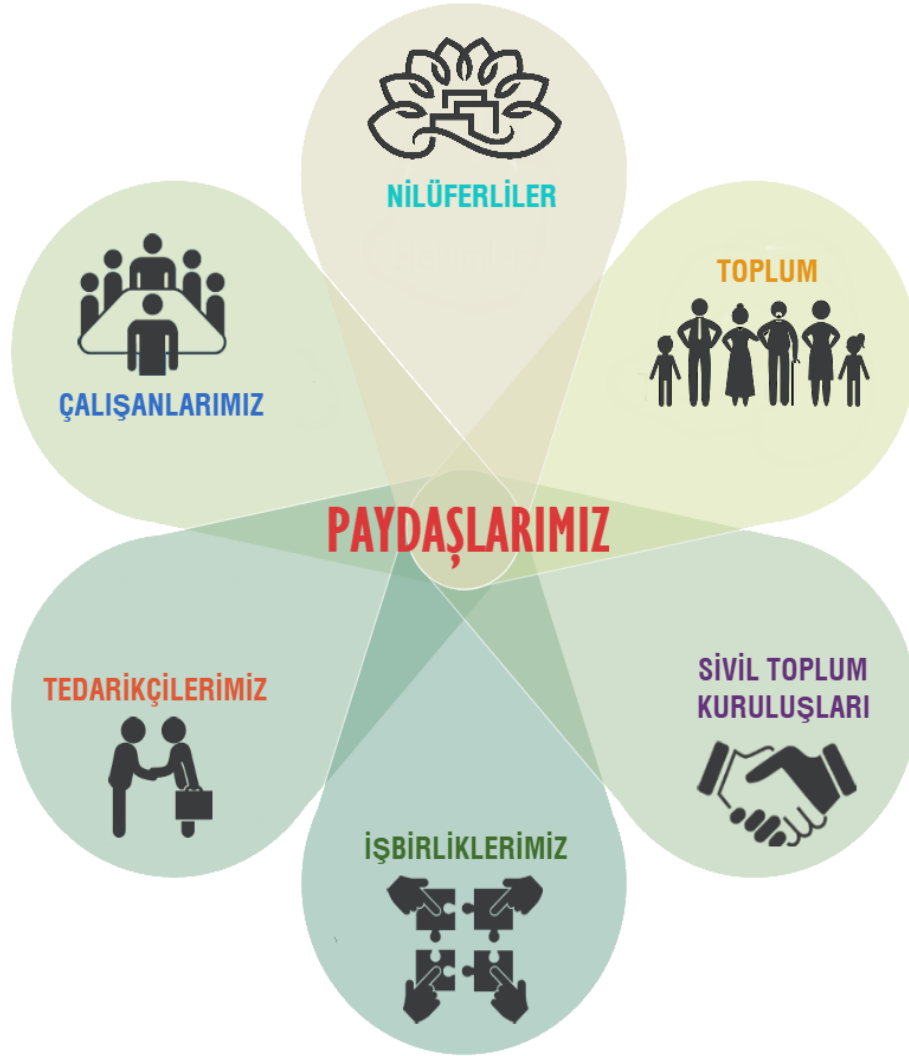 NİLÜFERLİLER
TOPLUM
ÇALIŞANLARIMIZ
PAYDAŞLARIMIZ
TEDARİKÇİLERİMİZ
SİVİL TOPLUM
KURULUŞLARI
İŞBİRLİKLERİMİZ